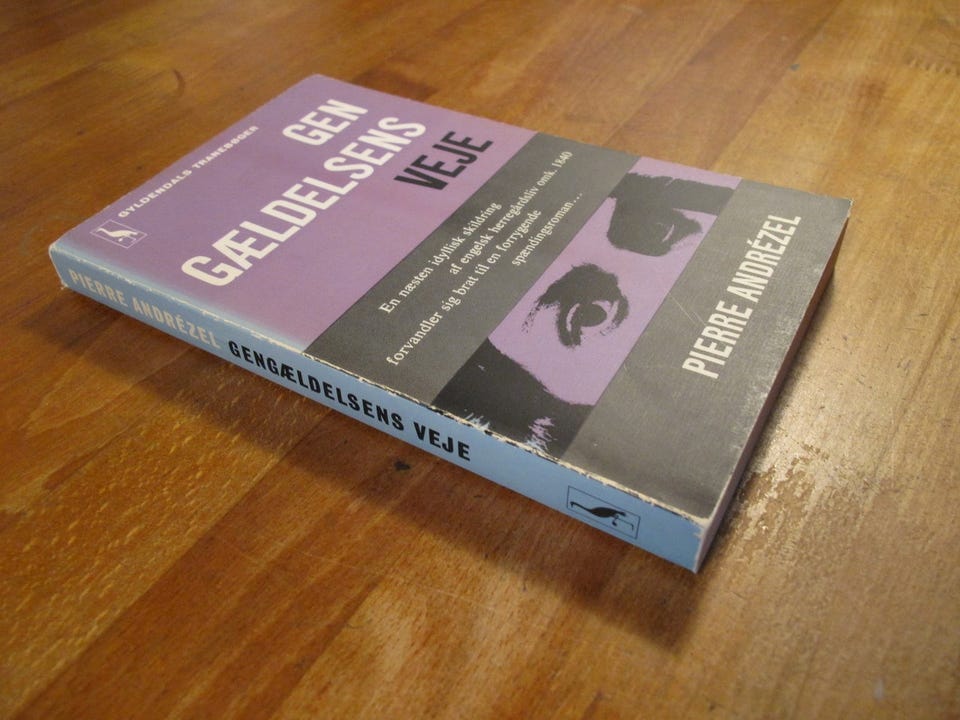 GYLDENDALS TRANEBØGER
GEN
GÆLDELSENS
VEJE
En næsten idyllisk skildring
af engelsk herregårdsliv omk. 1840
forvandler sig brat til en forrygende
spændingsroman...
PIERRE ANDRÉZEL
PIERRE ANDRÉZEL GENGÆLDELSENS VEJE